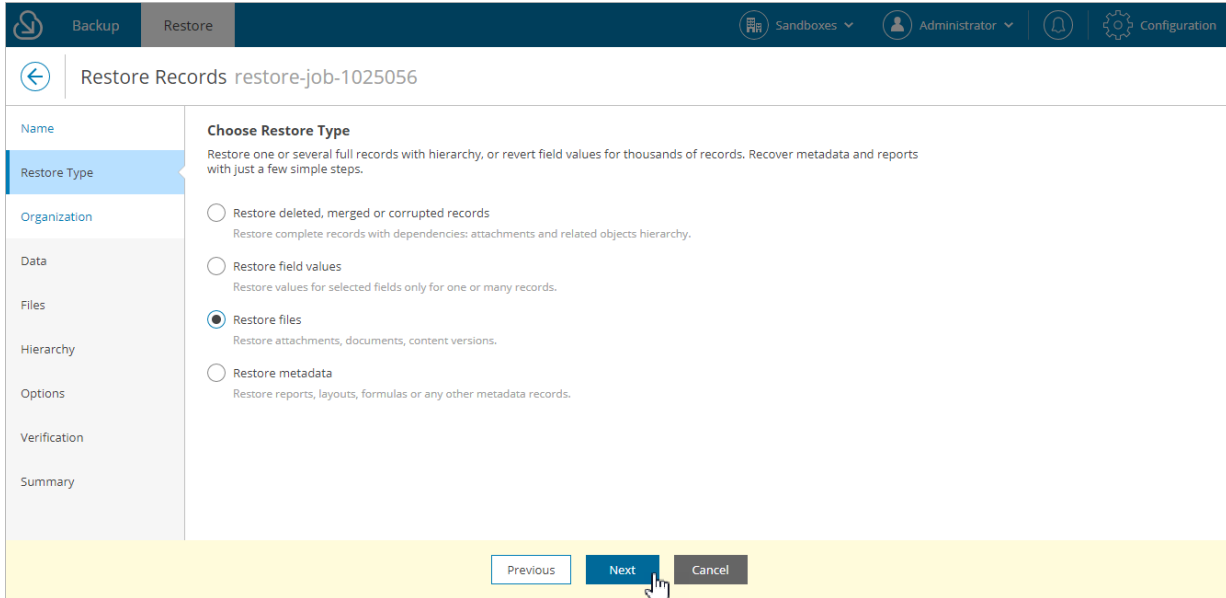 Backup Restore Sandboxes Administrator Configuration
Restore Records restore-job-1025056
Name
Restore Type
Organization
Data
Files
Hierarchy
Options
Verification
Summary
Choose Restore Type
Restore one or several full records with hierarchy, or revert field values for thousands of records. Recover metadata and reports
with just a few simple steps.
Restore deleted, merged or corrupted records
Restore complete records with dependencies: attachments and related objects hierarchy.
Restore field values
Restore values for selected fields only for one or many records.
Restore files
Restore attachments, documents, content versions.
Restore metadata
Restore reports, layouts, formulas or any other metadata records.
Previous Next Cancel